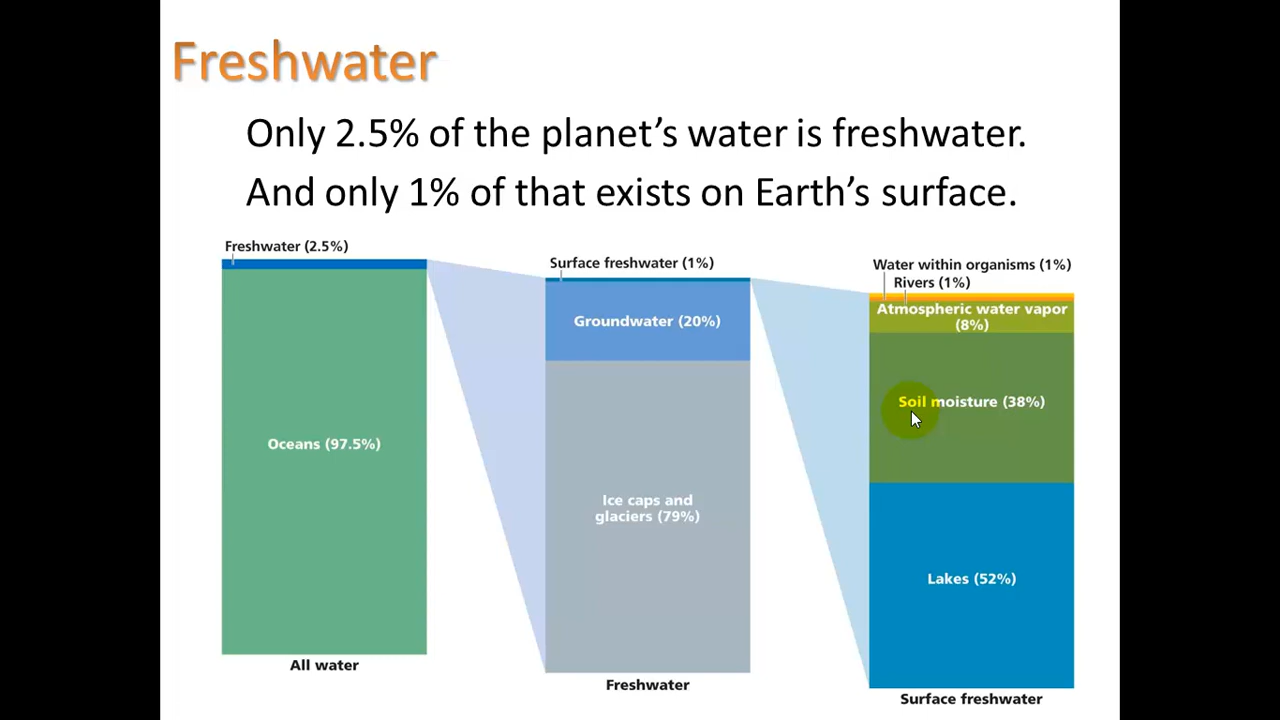 Freshwater
Only 2.5% of the planet’s water is freshwater.
And only 1% of that exists on Earth’s surface.
Freshwater (2.5%)
Oceans (97.5%)
All water
Surface freshwater (1%)
Groundwater (20%)
Ice caps and
glaciers (79%)
Freshwater
Water within organisms (1%)
Rivers (1%)
Atmospheric water vapor
(8%)
Soil moisture (38%)
Lakes (52%)
Surface freshwater